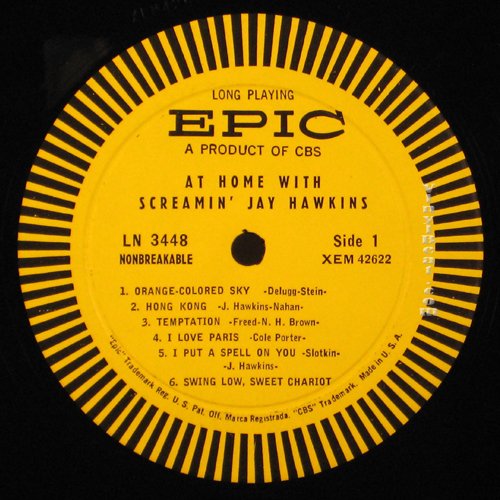 LONG PLAYING
EPIC
A PRODUCT OF CBS
AT HOME WITH
SCREAMIN' JAY HAWKINS
LN 3448
NONBREAKABLE
Side 1
XEM 42622
1. ORANGE-COLORED SKY -Delugg-Stein-
2. HONG KONG -J. Hawkins-Nahan-
3. TEMPTATION -Freed-N. H. Brown-
4. I LOVE PARIS -Cole Porter-
5. I PUT A SPELL ON YOU -Slotkin-
-J. Hawkins-
6. SWING LOW, SWEET CHARIOT
"Epic" Trademark Reg. U. S. Pat. Off. Marca Registrada. "CBS" Trademark. Made in U. S. A.